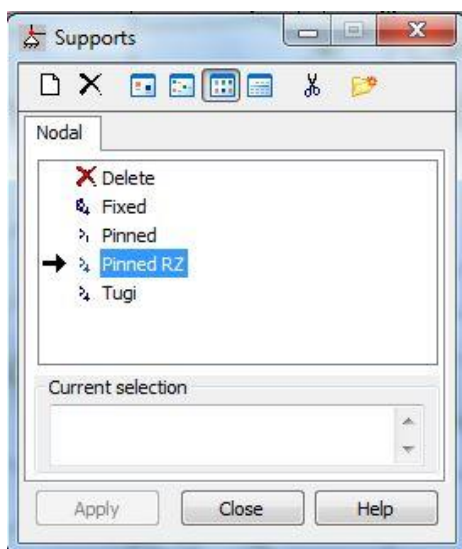 Supports
X
Nodal
Delete
Fixed
Pinned
Pinned RZ
Tugi
Current selection
Apply Close Help